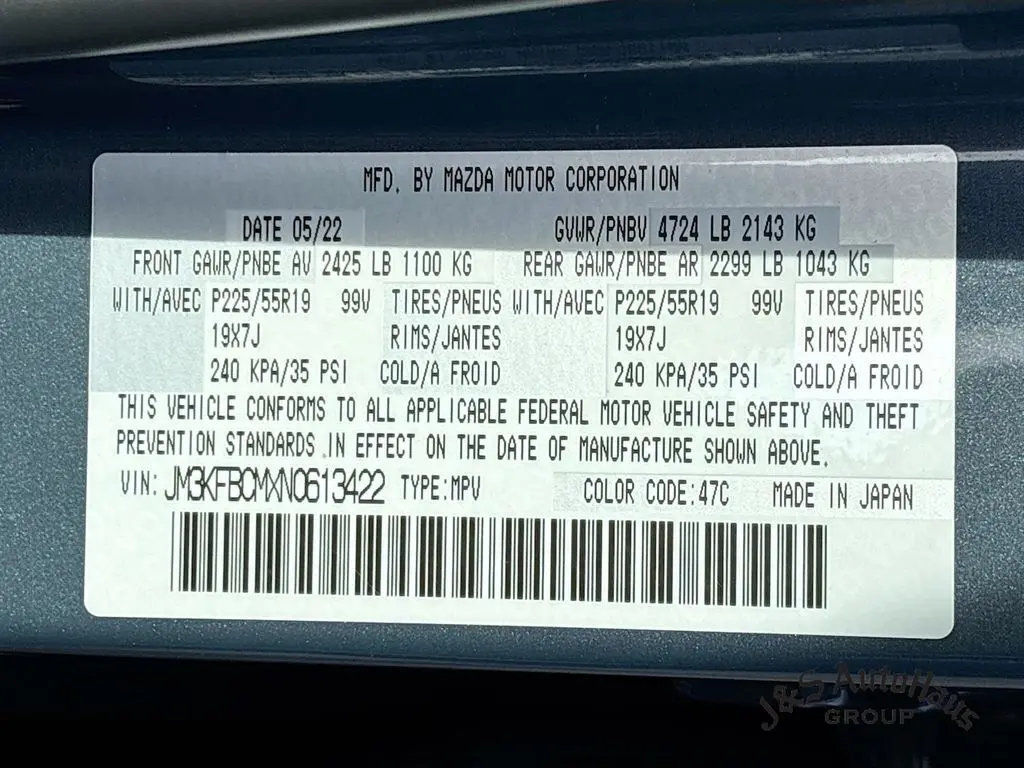 MFD. BY MAZDA MOTOR CORPORATION
DATE 05/22 GVWR/PNBV 4724 LB 2143 KG
FRONT GAWR/PNBE AV 2425 LB 1100 KG REAR GAWR/PNBE AR 2299 LB 1043 KG
WITH/AVEC P225/55R19 99V TIRES/PNEUS WITH/AVEC P225/55R19 99V TIRES/PNEUS
19X7J RIMS/JANTES 19X7J RIMS/JANTES
240 KPA/35 PSI COLD/A FROID 240 KPA/35 PSI COLD/A FROID
THIS VEHICLE CONFORMS TO ALL APPLICABLE FEDERAL MOTOR VEHICLE SAFETY AND THEFT
PREVENTION STANDARDS IN EFFECT ON THE DATE OF MANUFACTURE SHOWN ABOVE.
VIN: JM3KFBCMXN0613422 TYPE:MPV COLOR CODE:47C MADE IN JAPAN
J&S AutoHaus
GROUP